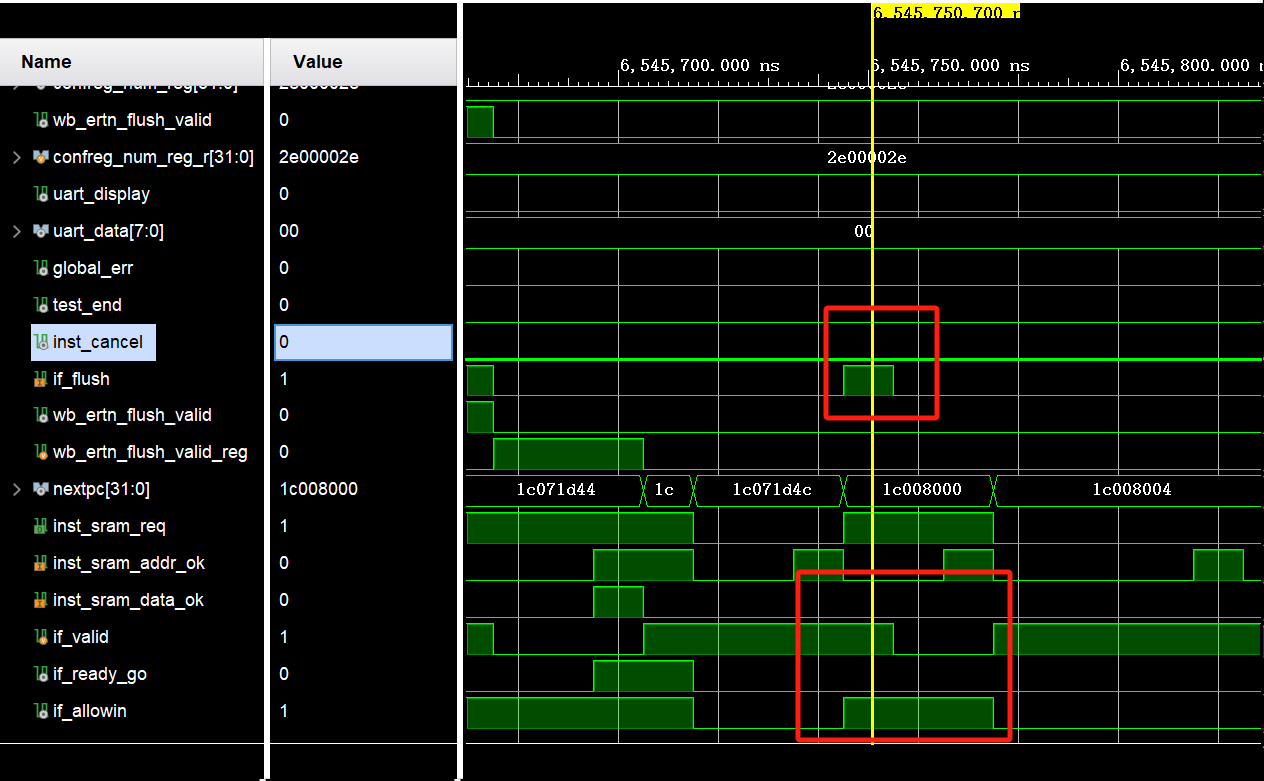 6,545,750.700 n
Name Value
6,545,700.000 ns 6,545,750.000 ns 6,545,800.000 n
wb_ertn_flush_valid 0
confreg_num_reg_r[31:0] 2e00002e 2e00002e
uart_display 0
uart_data[7:0] 00 00
global_err 0
test_end 0
inst_cancel 0
if_flush 1
wb_ertn_flush_valid 0
wb_ertn_flush_valid_reg 0
nextpc[31:0] 1c008000 1c071d44 1c 1c071d4c 1c008000 1c008004
inst_sram_req 1
inst_sram_addr_ok 0
inst_sram_data_ok 0
if_valid 1
if_ready_go 0
if_allowin 1